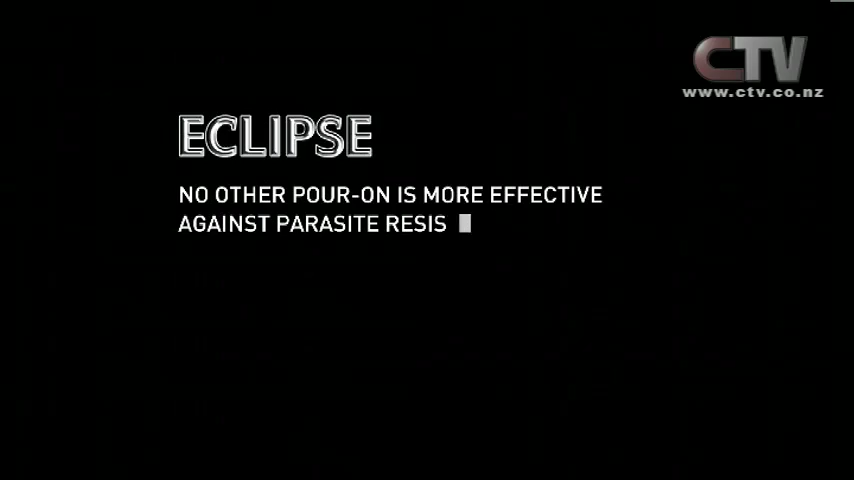 CTV
www.ctv.co.nz
ECLIPSE
NO OTHER POUR-ON IS MORE EFFECTIVE
AGAINST PARASITE RESIS